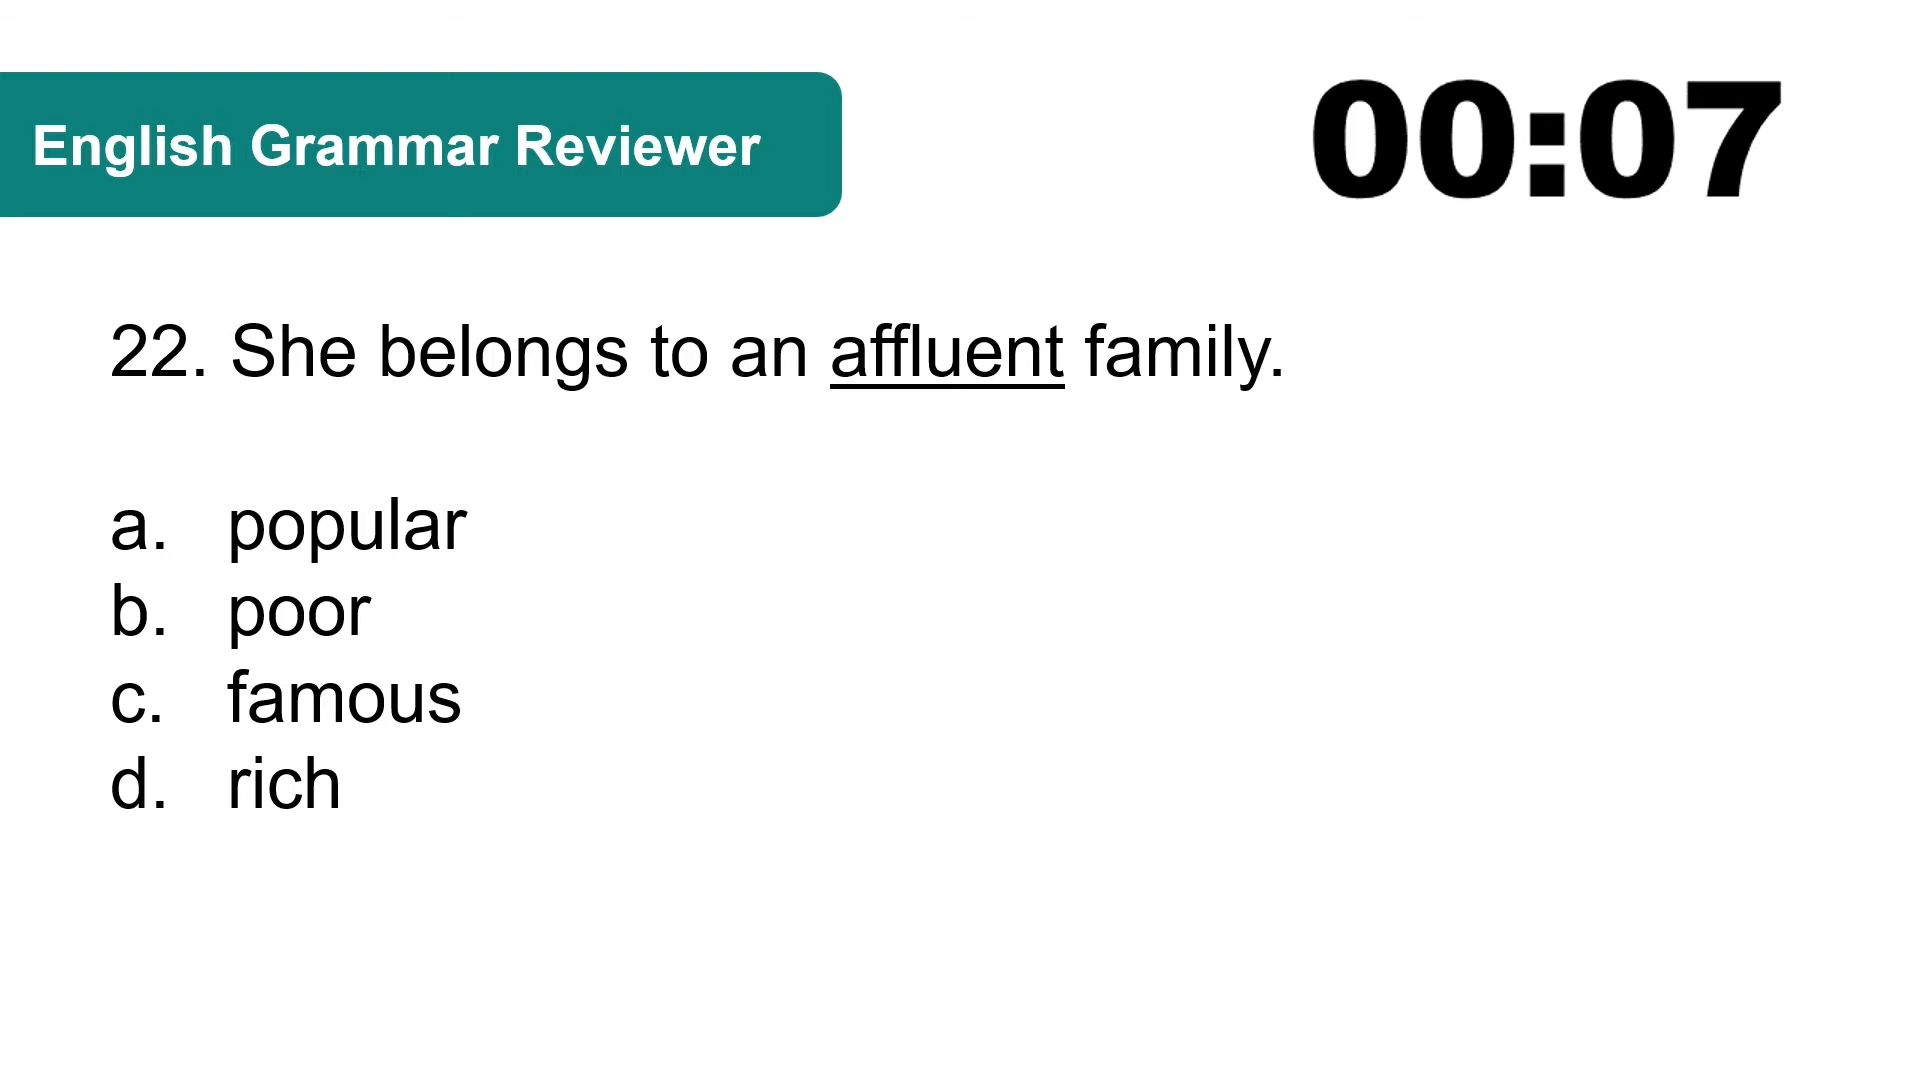 English Grammar Reviewer
00:07
22. She belongs to an affluent family.
a. popular
b. poor
c. famous
d. rich